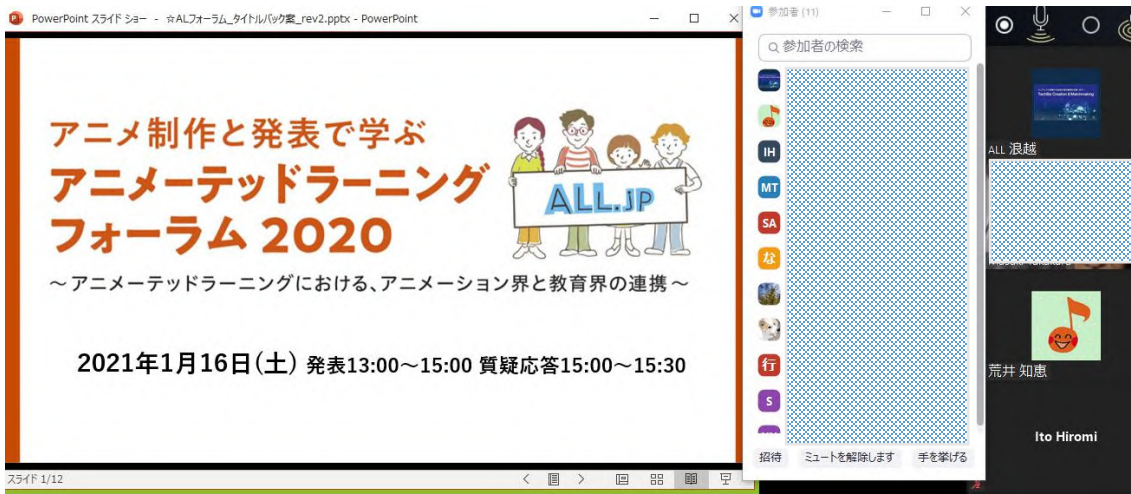 PowerPoint スライド ショー - ☆ALフォーラム_タイトルバック案_rev2.pptx - PowerPoint
アニメ制作と発表で学ぶ
アニメーテッドラーニング
フォーラム 2020
ALL.JP
～アニメーテッドラーニングにおける、アニメーション界と教育界の連携～
2021年1月16日(土) 発表13:00～15:00 質疑応答15:00～15:30
スライド 1/12
参加者 (11)
参加者の検索
IH
MT
SA
な
行
S
招待 ミュートを解除します 手を挙げる
ALL 浪越
荒井 知恵
Ito Hiromi